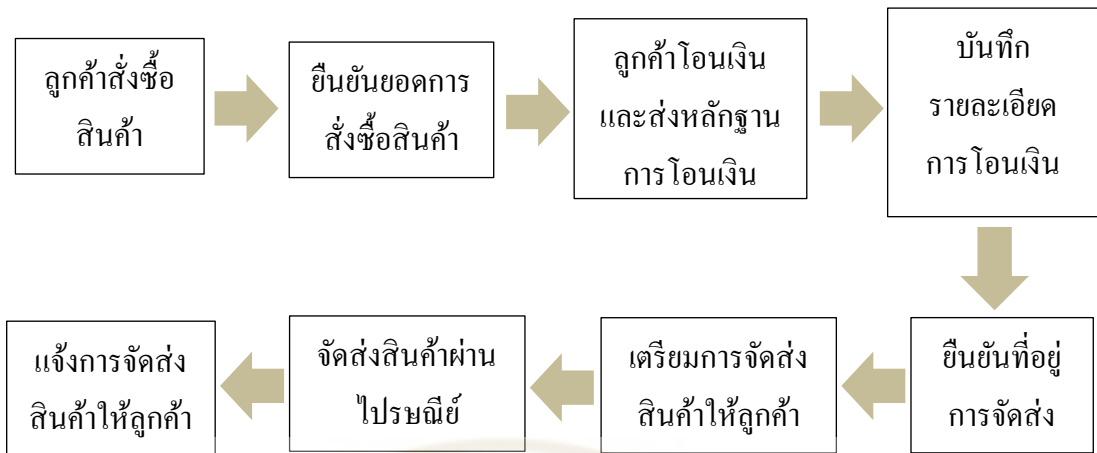 ลูกค้าสั่งซื้อ
สินค้า
ยืนยันยอดการ
สั่งซื้อสินค้า
ลูกค้าโอนเงิน
และส่งหลักฐาน
การโอนเงิน
บันทึก
รายละเอียด
การโอนเงิน
ยืนยันที่อยู่
การจัดส่ง
เตรียมการจัดส่ง
สินค้าให้ลูกค้า
จัดส่งสินค้าผ่าน
ไปรษณีย์
แจ้งการจัดส่ง
สินค้าให้ลูกค้า